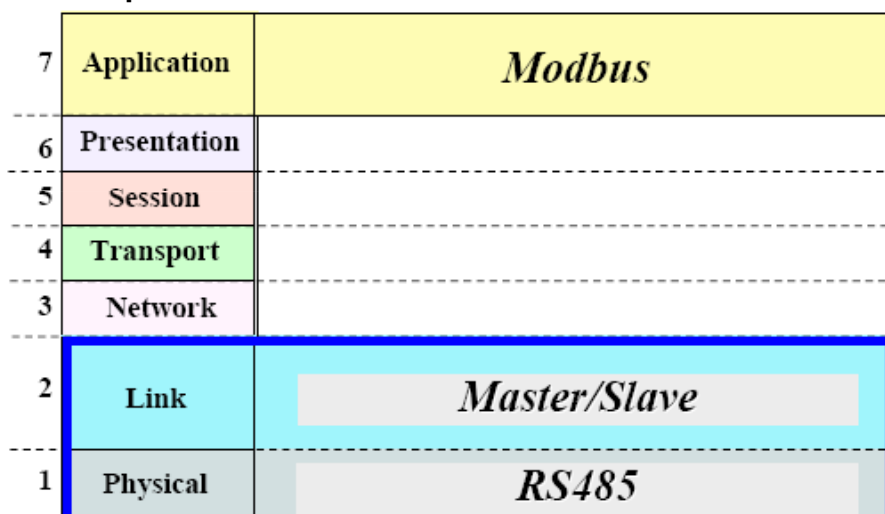 7 Application Modbus
6 Presentation
5 Session
4 Transport
3 Network
2 Link Master/Slave
1 Physical RS485